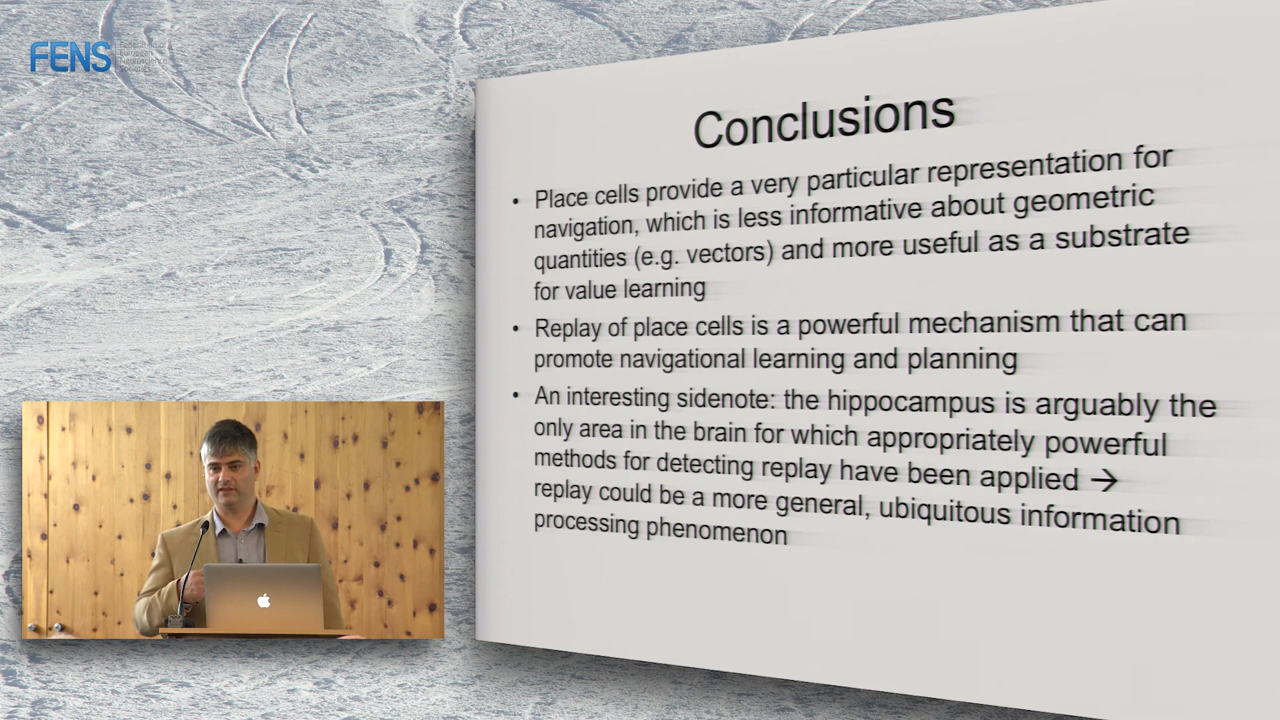 FENS
Conclusions
• Place cells provide a very particular representation for
navigation, which is less informative about geometric
quantities (e.g. vectors) and more useful as a substrate
for value learning
• Replay of place cells is a powerful mechanism that can
promote navigational learning and planning
• An interesting sidenote: the hippocampus is arguably the
only area in the brain for which appropriately powerful
methods for detecting replay have been applied →
replay could be a more general, ubiquitous information
processing phenomenon